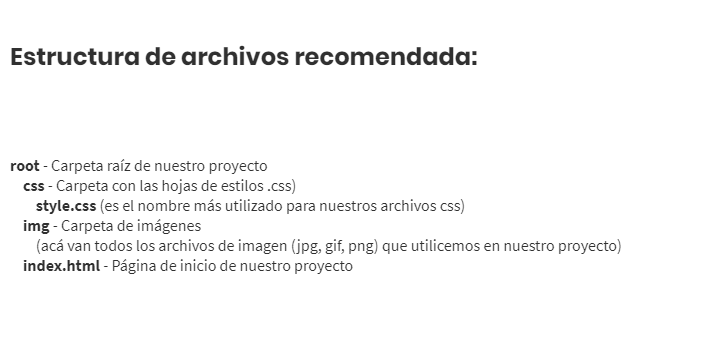 Estructura de archivos recomendada:
root - Carpeta raíz de nuestro proyecto
css - Carpeta con las hojas de estilos .css)
style.css (es el nombre más utilizado para nuestros archivos css)
img - Carpeta de imágenes
(acá van todos los archivos de imagen (jpg, gif, png) que utilicemos en nuestro proyecto)
index.html - Página de inicio de nuestro proyecto